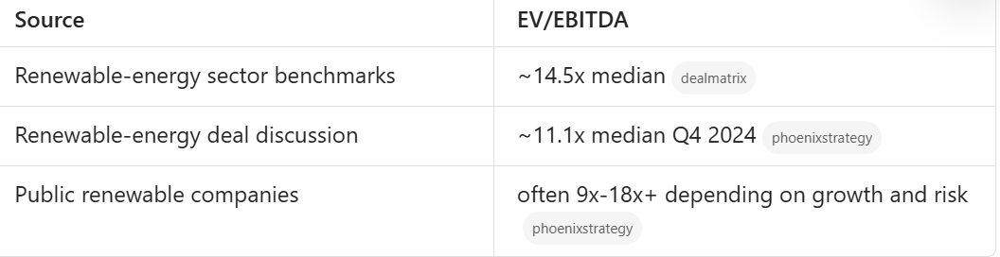 Source EV/EBITDA
Renewable-energy sector benchmarks ~14.5x median dealmatrix
Renewable-energy deal discussion ~11.1x median Q4 2024 phoenixstrategy
Public renewable companies often 9x-18x+ depending on growth and risk
phoenixstrategy